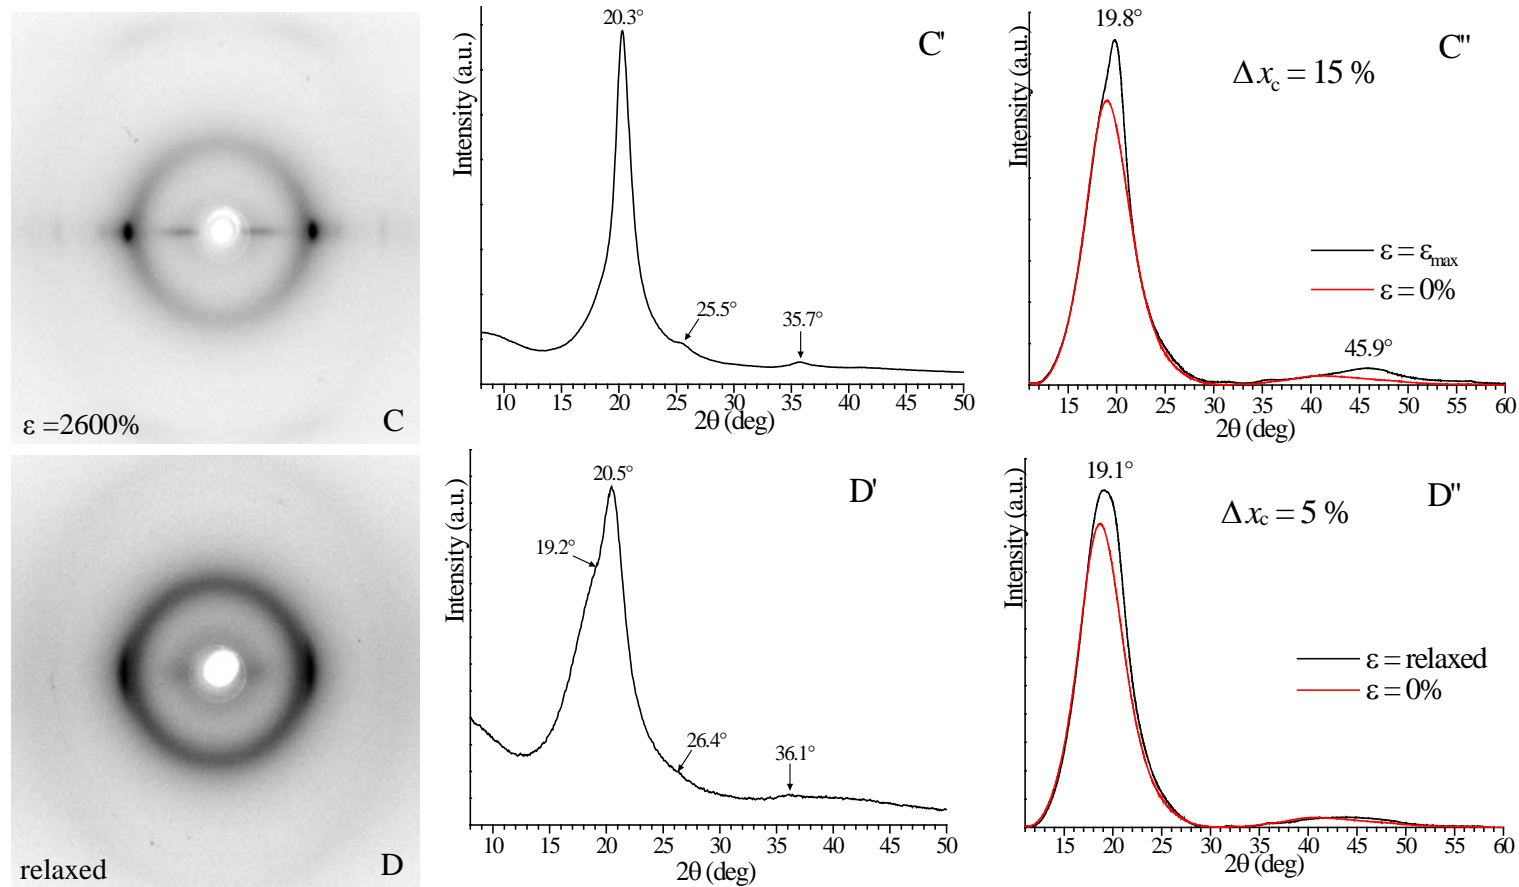 ε =2600%
C
20.3°
C'
25.5°
35.7°
Intensity (a.u.)
10 15 20 25 30 35 40 45 50
2θ (deg)
19.8°
C"
Δxc = 15 %
ε = εmax
ε = 0%
45.9°
Intensity (a.u.)
15 20 25 30 35 40 45 50 55 60
2θ (deg)
relaxed
D
20.5°
D'
19.2°
26.4°
36.1°
Intensity (a.u.)
10 15 20 25 30 35 40 45 50
2θ (deg)
19.1°
D"
Δxc = 5 %
ε = relaxed
ε = 0%
Intensity (a.u.)
15 20 25 30 35 40 45 50 55 60
2θ (deg)